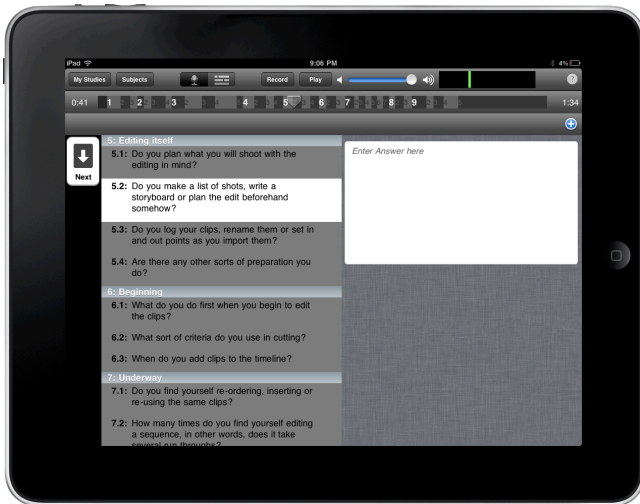 iPad 9:06 PM 4%
My Studies Subjects Record Play ?
0:41 1 2 3 4 5 6 7 8 9 1:34
Next
5: Editing itself
5.1: Do you plan what you will shoot with the
editing in mind?
Enter Answer here
5.2: Do you make a list of shots, write a
storyboard or plan the edit beforehand
somehow?
5.3: Do you log your clips, rename them or set in
and out points as you import them?
5.4: Are there any other sorts of preparation you
do?
6: Beginning
6.1: What do you do first when you begin to edit
the clips?
6.2: What sort of criteria do you use in cutting?
6.3: When do you add clips to the timeline?
7: Underway
7.1: Do you find yourself re-ordering, inserting or
re-using the same clips?
7.2: How many times do you find yourself editing
a sequence, in other words, does it take
several run throughs?